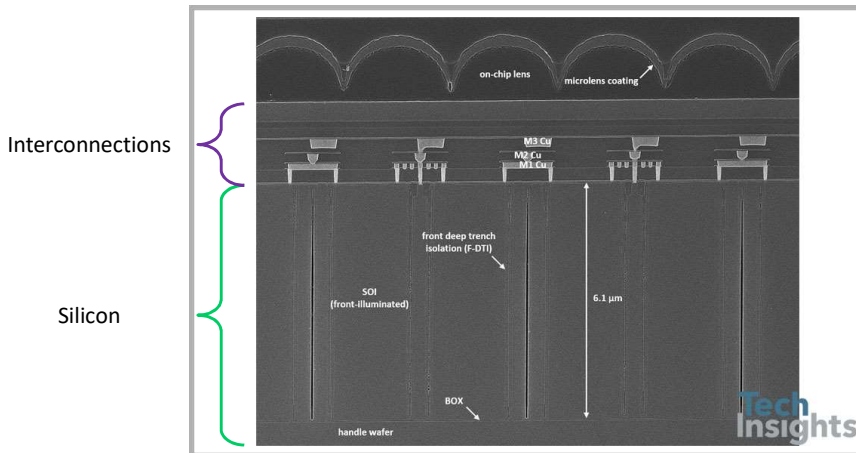 on-chip lens
microlens coating
Interconnections
M3 Cu
M2 Cu
M1 Cu
front deep trench
isolation (F-DTI)
SOI
(front-illuminated)
6.1 µm
Silicon
BOX
handle wafer
Tech
Insights